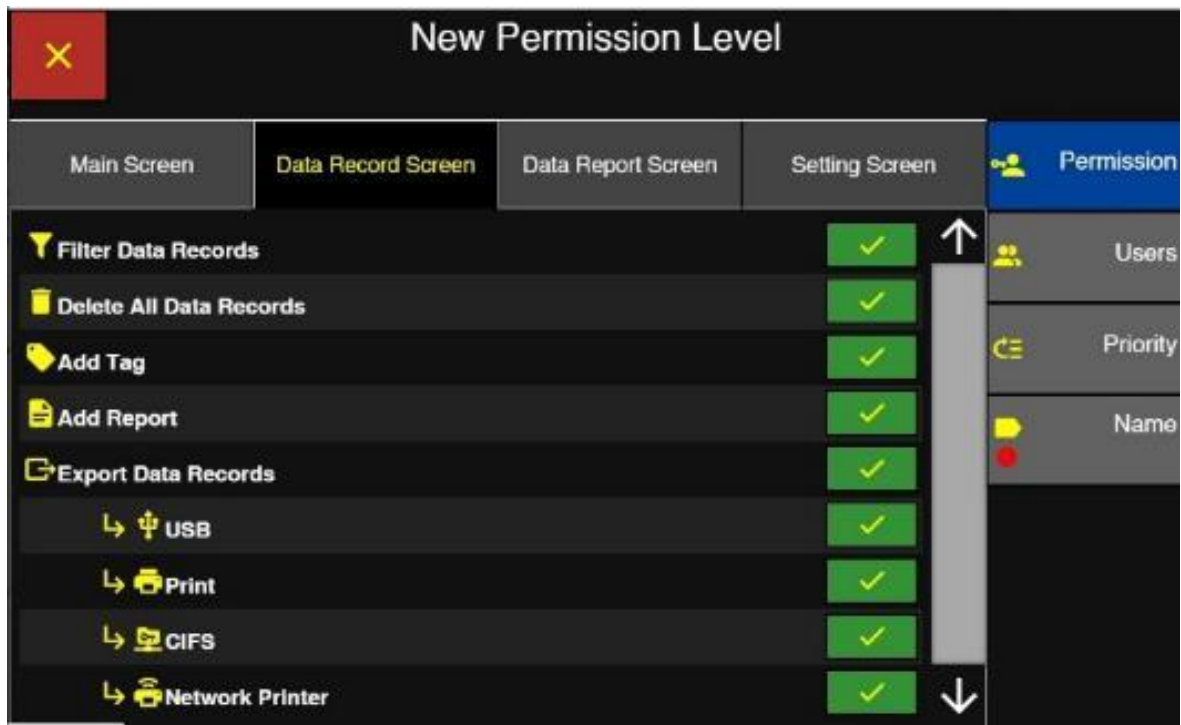 New Permission Level
Main Screen
Data Record Screen
Data Report Screen
Setting Screen
Permission
Filter Data Records
Users
Delete All Data Records
Add Tag
Priority
Add Report
Name
Export Data Records
USB
Print
CIFS
Network Printer